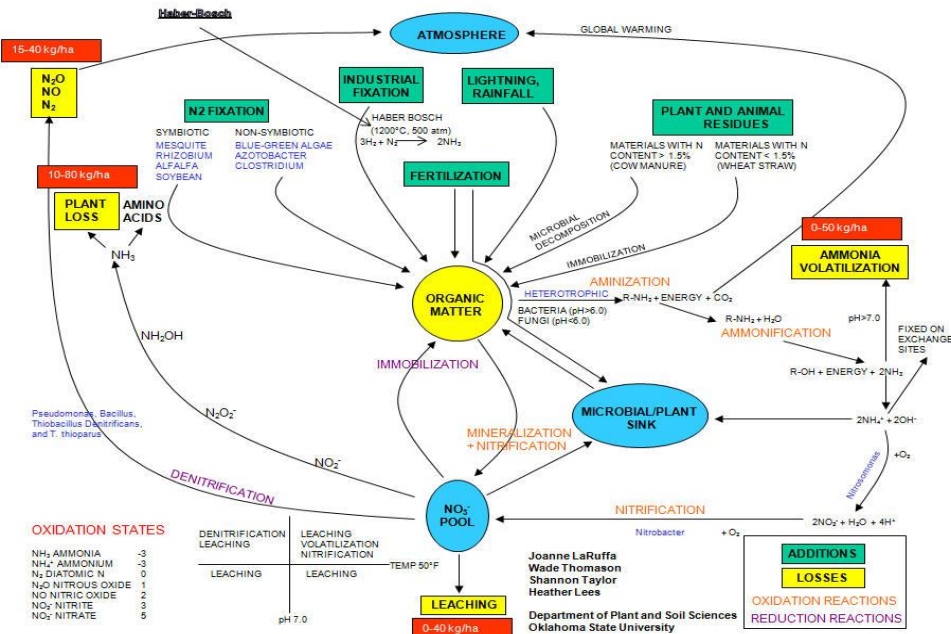 Haber-Bosch
15-40 kg/ha
ATMOSPHERE
GLOBAL WARMING
N₂O
NO
N₂
INDUSTRIAL
FIXATION
LIGHTNING,
RAINFALL
N2 FIXATION
SYMBIOTIC
MESQUITE
RHIZOBIUM
ALFALFA
SOYBEAN
NON-SYMBIOTIC
BLUE-GREEN ALGAE
AZOTOBACTER
CLOSTRIDIUM
HABER BOSCH
(1200°C, 500 atm)
3H₂ + N₂ 2NH₃
PLANT AND ANIMAL
RESIDUES
MATERIALS WITH N
CONTENT > 1.5%
(COW MANURE)
MATERIALS WITH N
CONTENT < 1.5%
(WHEAT STRAW)
FERTILIZATION
10-80 kg/ha
PLANT
LOSS
AMINO
ACIDS
NH₃
MICROBIAL
DECOMPOSITION
IMMOBILIZATION
0-50 kg/ha
AMMONIA
VOLATILIZATION
ORGANIC
MATTER
AMINIZATION
HETEROTROPHIC
BACTERIA (pH>6.0)
FUNGI (pH<6.0)
R-NH₂ + ENERGY + CO₂
R-NH₂ + H₂O
AMMONIFICATION
pH>7.0
FIXED ON
EXCHANGE
SITES
R-OH + ENERGY + 2NH₃
NH₂OH
IMMOBILIZATION
N₂O₂⁻
Pseudomonas, Bacillus,
Thiobacillus Denitrificans,
and T. thioparus
MICROBIAL/PLANT
SINK
2NH₄⁺ + 2OH⁻
MINERALIZATION
+ NITRIFICATION
+O₂
Nitrosomonas
NO₂⁻
DENITRIFICATION
NO₃⁻
POOL
NITRIFICATION
Nitrobacter
+ O₂
2NO₂⁻ + H₂O + 4H⁺
OXIDATION STATES
NH₃ AMMONIA -3
NH₄⁺ AMMONIUM -3
N₂ DIATOMIC N 0
N₂O NITROUS OXIDE 1
NO NITRIC OXIDE 2
NO₂⁻ NITRITE 3
NO₃⁻ NITRATE 5
DENITRIFICATION
LEACHING
LEACHING
VOLATILIZATION
NITRIFICATION
TEMP 50°F
LEACHING
LEACHING
pH 7.0
LEACHING
0-40 kg/ha
Joanne LaRuffa
Wade Thomason
Shannon Taylor
Heather Lees
Department of Plant and Soil Sciences
Oklahoma State University
ADDITIONS
LOSSES
OXIDATION REACTIONS
REDUCTION REACTIONS